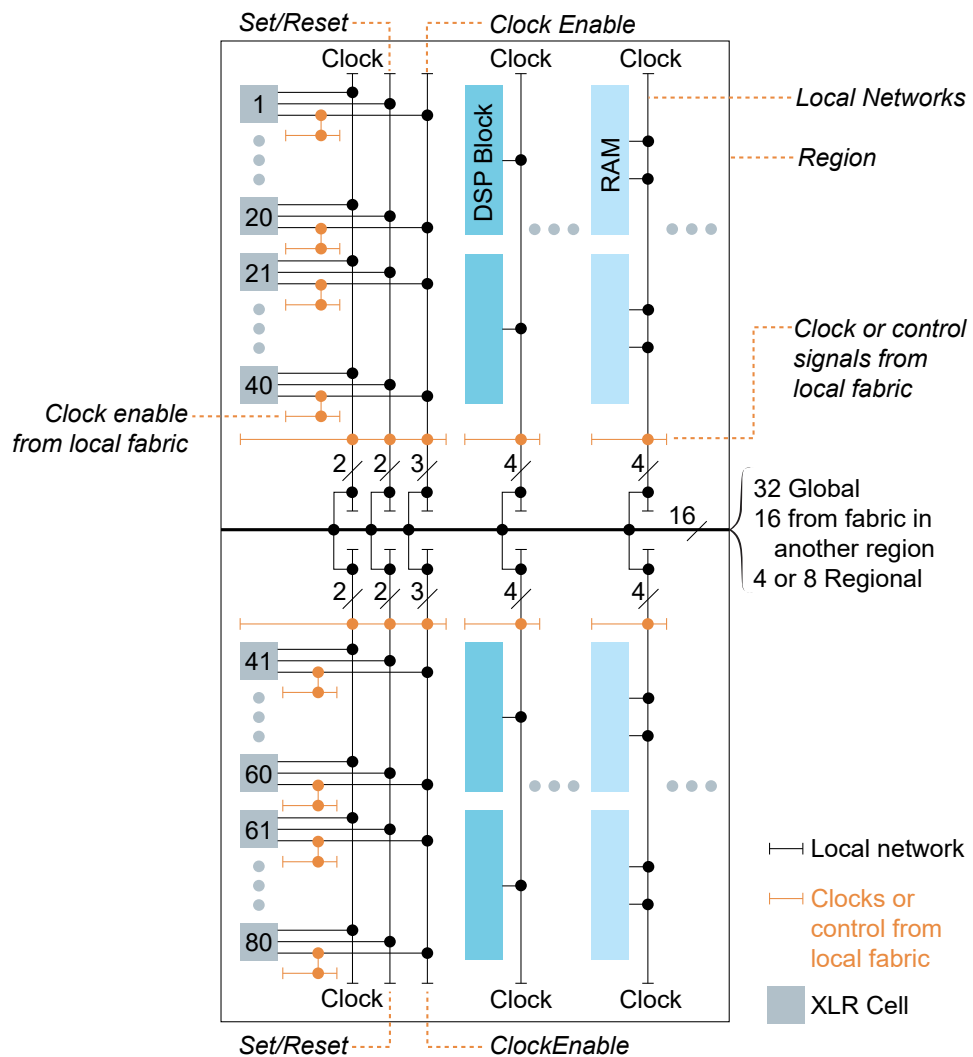 Set/Reset
Clock Enable
Clock
Clock
Clock
1
DSP Block
RAM
Local Networks
Region
20
21
40
Clock or control
signals from
local fabric
Clock enable
from local fabric
2
2
3
4
4
16
32 Global
16 from fabric in
another region
4 or 8 Regional
2
2
3
4
4
41
60
61
80
Local network
Clocks or
control from
local fabric
XLR Cell
Clock
Clock
Clock
Set/Reset
ClockEnable